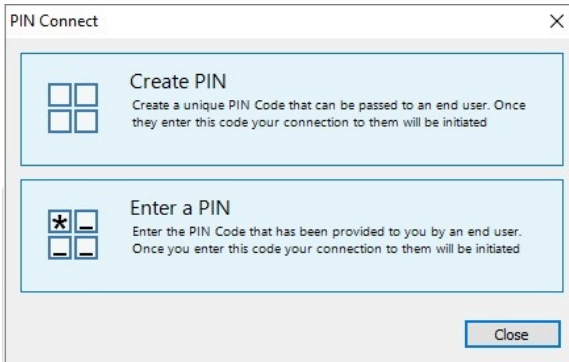 PIN Connect
Create PIN
Create a unique PIN Code that can be passed to an end user. Once
they enter this code your connection to them will be initiated
* _
_ _
Enter a PIN
Enter the PIN Code that has been provided to you by an end user.
Once you enter this code your connection to them will be initiated
Close